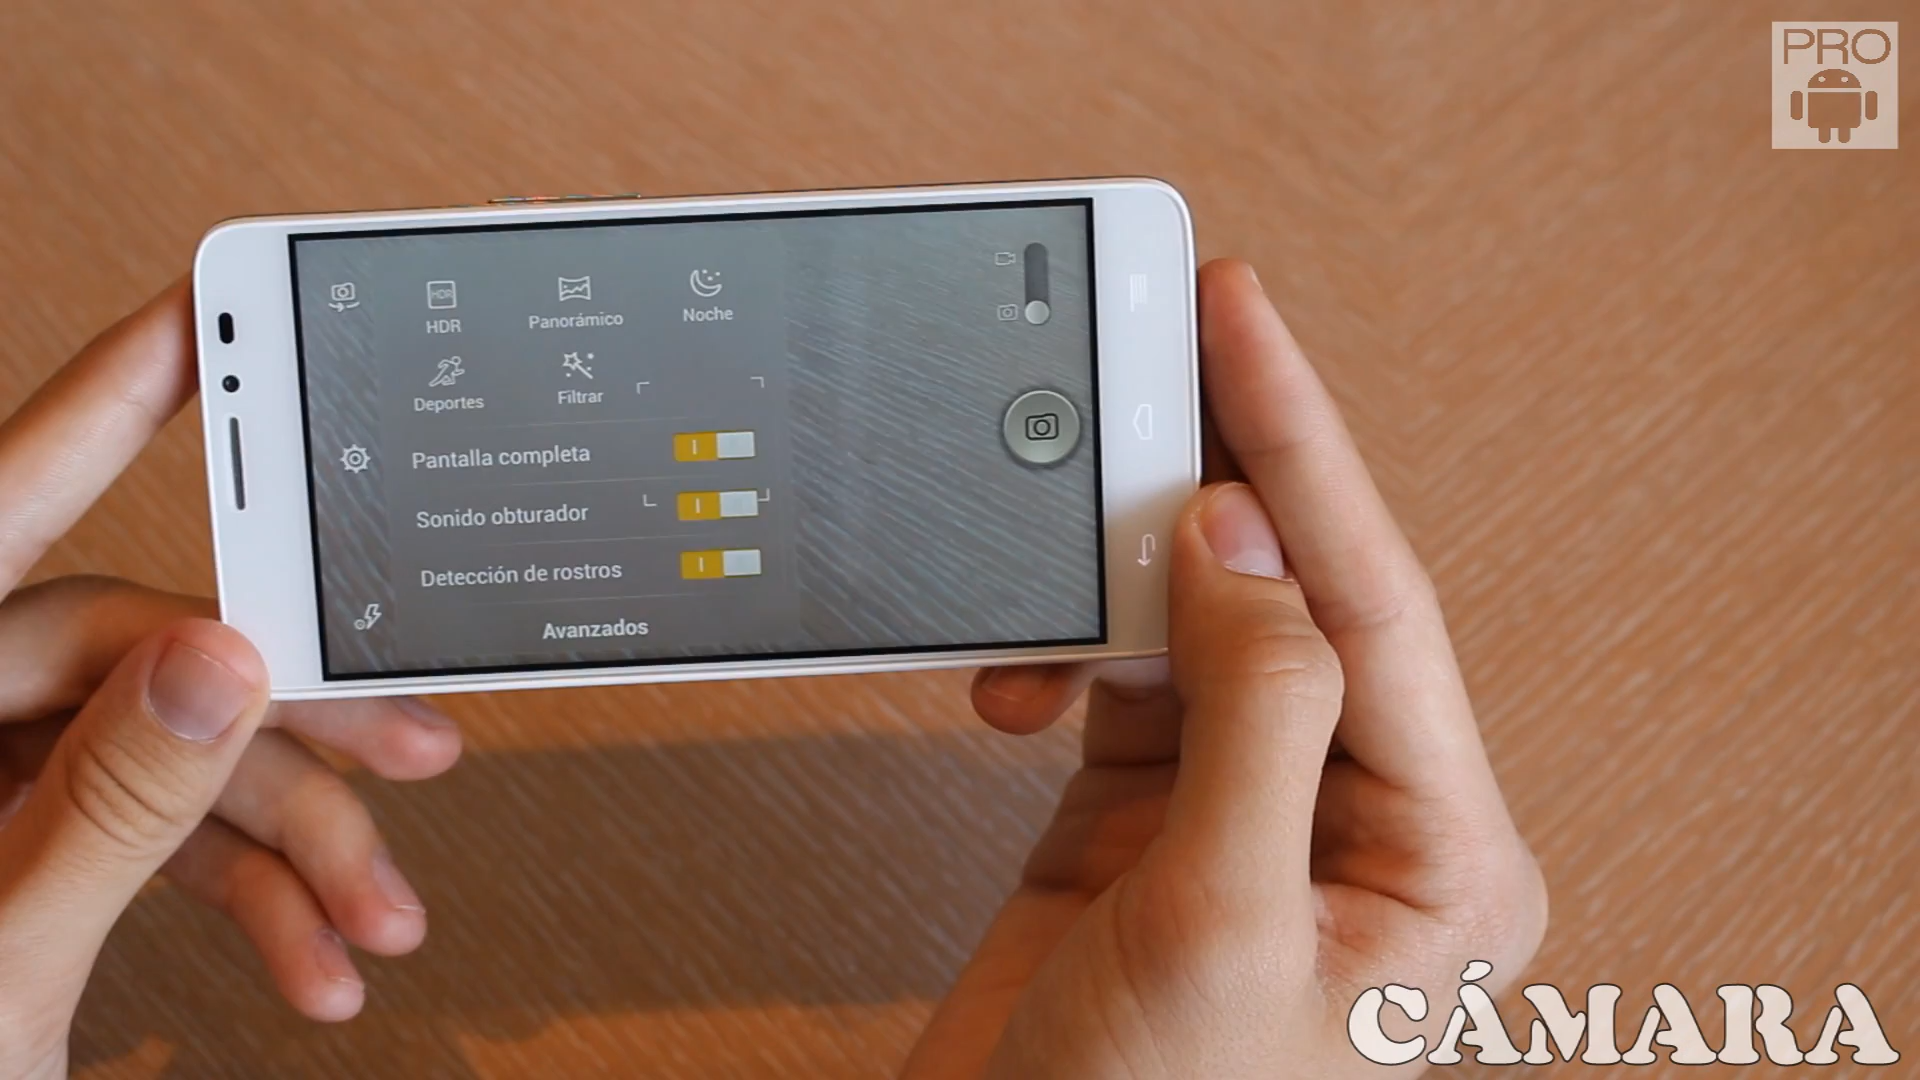 PRO
HDR
HDR
Panorámico
Noche
Deportes
Filtrar
Pantalla completa
Sonido obturador
Detección de rostros
Avanzados
CÁMARA